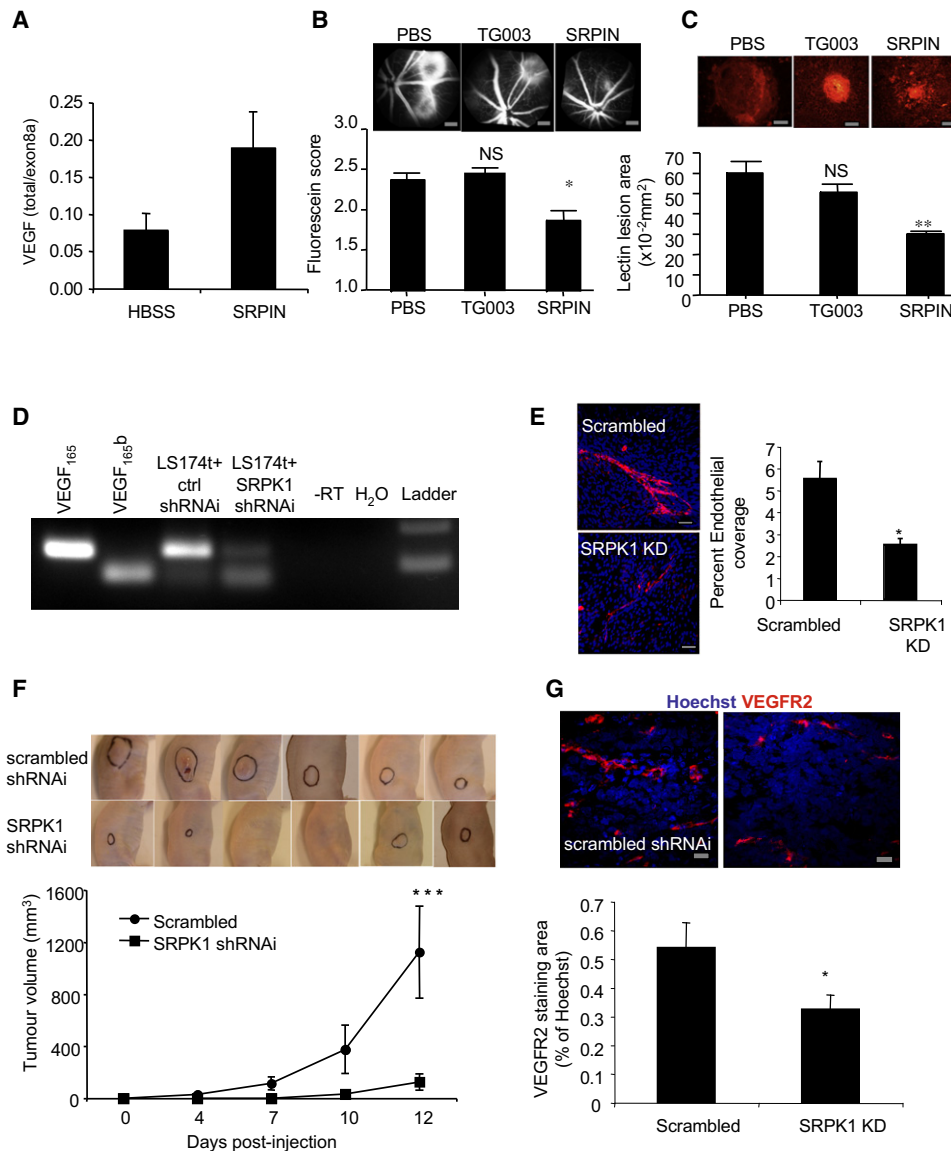 A
VEGF (total/exon8a)
0.25
0.20
0.15
0.10
0.05
0.00
HBSS SRPIN
B
PBS TG003 SRPIN
Fluorescein score
3.0
2.5
2.0
1.5
1.0
NS
*
PBS TG003 SRPIN
C
PBS TG003 SRPIN
Lectin lesion area
(x10⁻²mm²)
60
70
50
40
30
20
10
0
NS
**
PBS TG003 SRPIN
D
VEGF₁₆₅
VEGF₁₆₅b
LS174t+
ctrl
shRNAi
LS174t+
SRPK1
shRNAi
-RT H₂O Ladder
E
Scrambled
SRPK1 KD
Percent Endothelial
coverage
7
6
5
4
3
2
1
0
*
Scrambled SRPK1
KD
F
scrambled
shRNAi
SRPK1
shRNAi
Tumour volume (mm³)
1600
1200
800
400
0
Scrambled
SRPK1 shRNAi
***
0 4 7 10 12
Days post-injection
G
Hoechst VEGFR2
scrambled shRNAi
VEGFR2 staining area
(% of Hoechst)
0.7
0.6
0.5
0.4
0.3
0.2
0.1
0
*
Scrambled SRPK1 KD